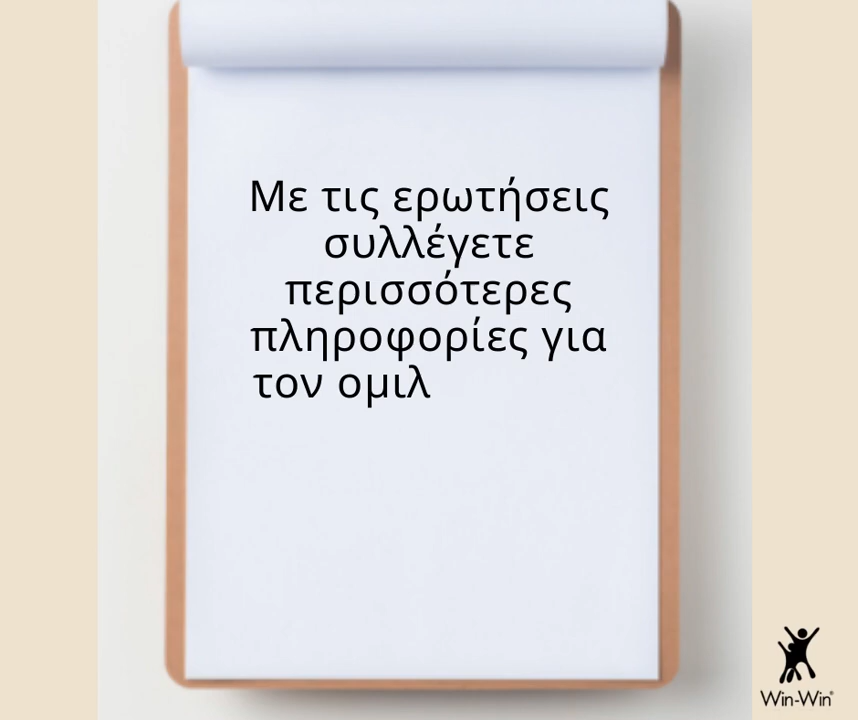 Με τις ερωτήσεις
συλλέγετε
περισσότερες
πληροφορίες για
τον ομιλ
Win-Win®